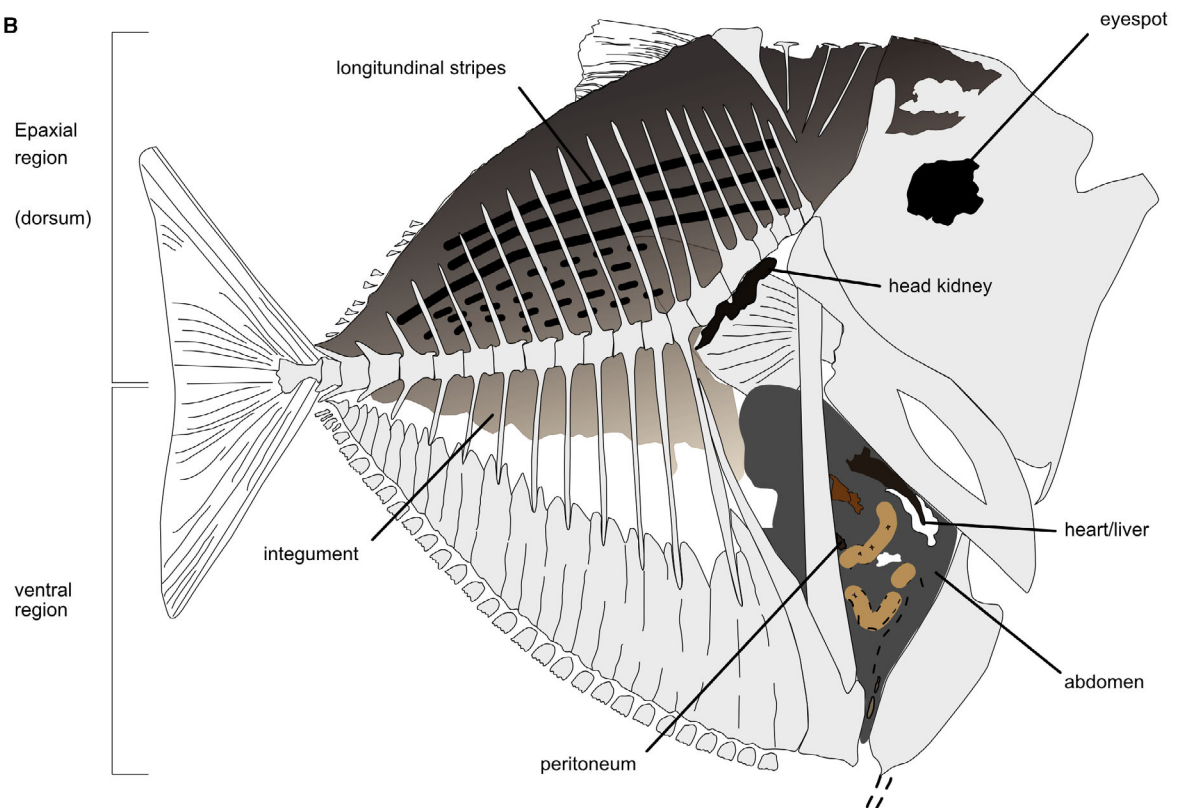 B
eyespot
longitundinal stripes
Epaxial
region
(dorsum)
head kidney
integument
heart/liver
ventral
region
abdomen
peritoneum